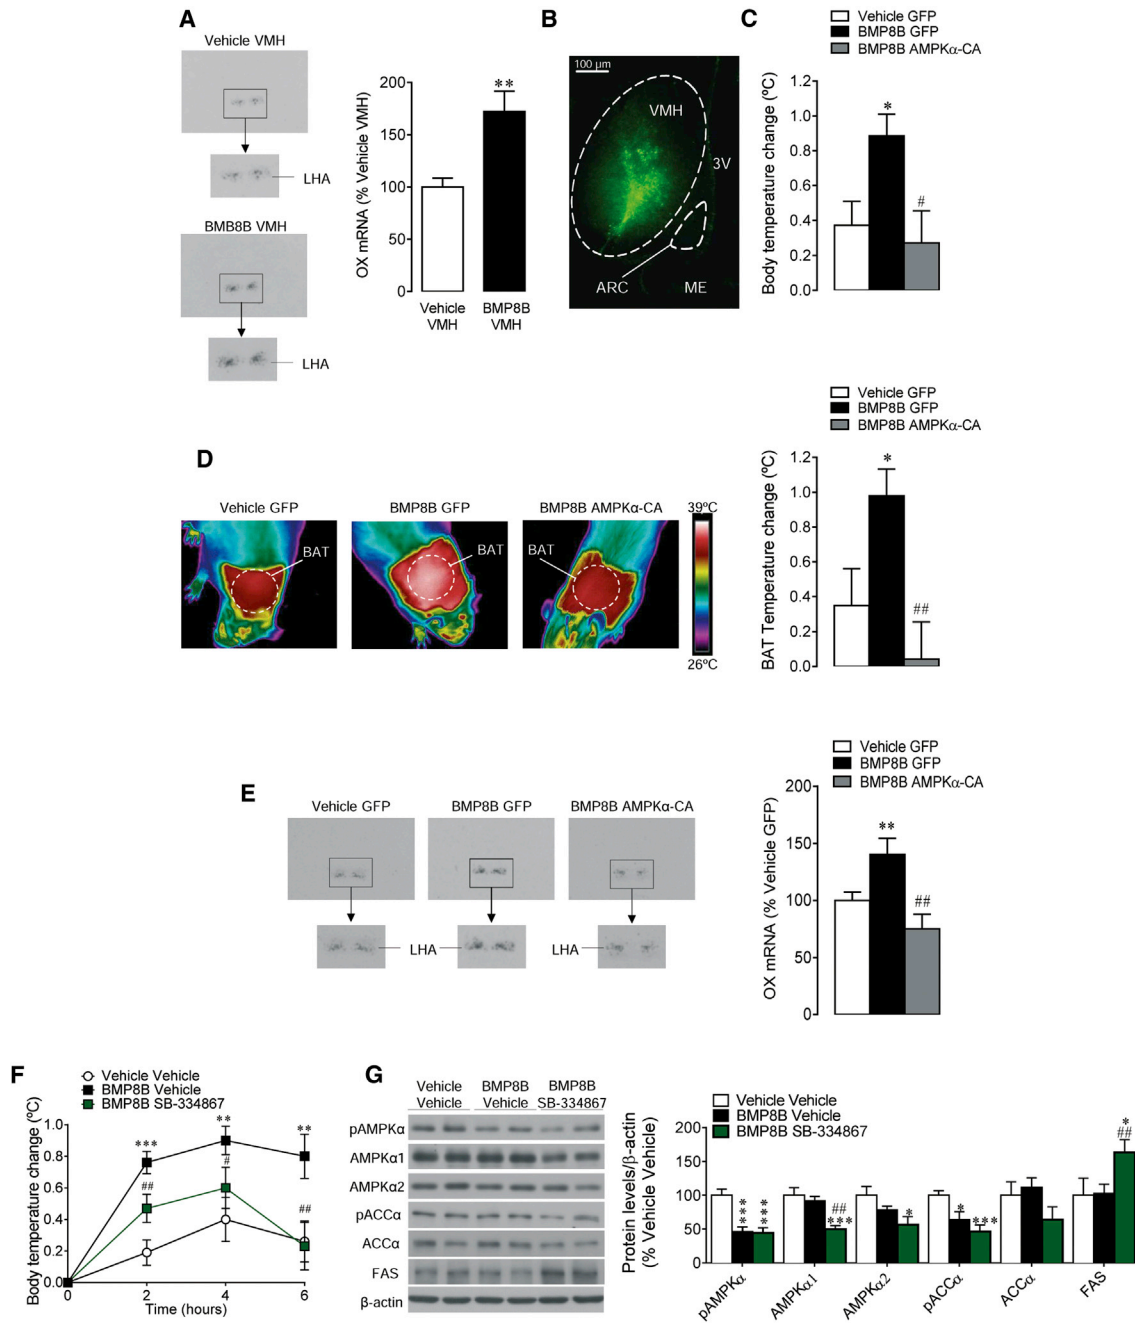 A
Vehicle VMH
LHA
BMB8B VMH
LHA
OX mRNA (% Vehicle VMH)
200
150
100
50
0
**
Vehicle
VMH
BMP8B
VMH
B
100 µm
VMH
3V
ARC
ME
C
Vehicle GFP
BMP8B GFP
BMP8B AMPKα-CA
Body temperature change (ºC)
1.2
1.0
0.8
0.6
0.4
0.2
0.0
*
#
D
Vehicle GFP
BMP8B GFP
BMP8B AMPKα-CA
BAT
BAT
BAT
39ºC
26ºC
Vehicle GFP
BMP8B GFP
BMP8B AMPKα-CA
BAT Temperature change (ºC)
1.2
1.0
0.8
0.6
0.4
0.2
0.0
*
##
E
Vehicle GFP
BMP8B GFP
BMP8B AMPKα-CA
LHA
LHA
Vehicle GFP
BMP8B GFP
BMP8B AMPKα-CA
OX mRNA (% Vehicle GFP)
200
150
100
50
0
**
##
F
Vehicle Vehicle
BMP8B Vehicle
BMP8B SB-334867
Body temperature change (ºC)
1.0
0.8
0.6
0.4
0.2
0.0
***
##
**
#
**
##
0
2
4
6
Time (hours)
G
Vehicle
Vehicle
BMP8B
Vehicle
BMP8B
SB-334867
pAMPKα
AMPKα1
AMPKα2
pACCα
ACCα
FAS
β-actin
Vehicle Vehicle
BMP8B Vehicle
BMP8B SB-334867
Protein levels/β-actin
(% Vehicle Vehicle)
200
150
100
50
0
***
***
##
***
*
*
***
*
##
pAMPKα
AMPKα1
AMPKα2
pACCα
ACCα
FAS